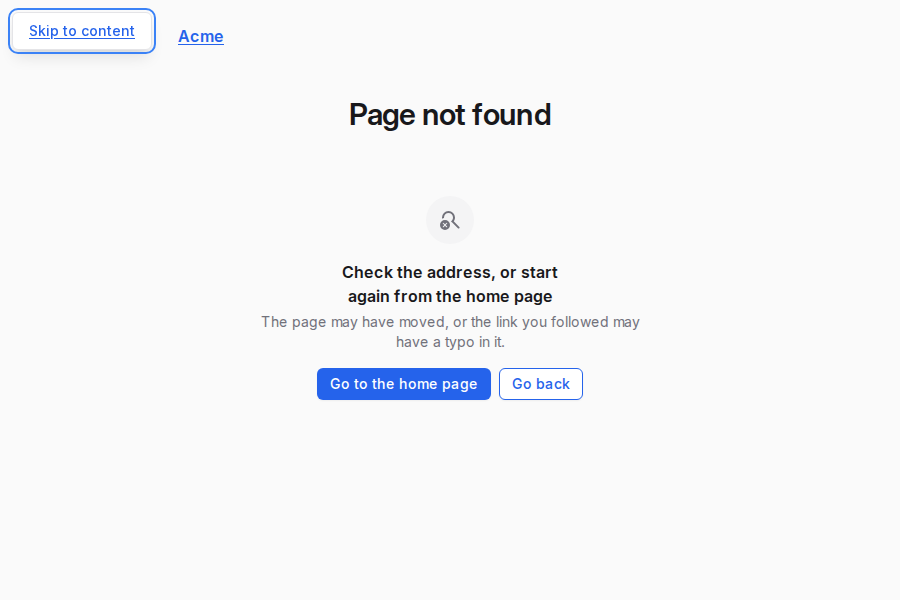 Skip to content
Acme
Page not found
Check the address, or start
again from the home page
The page may have moved, or the link you followed may
have a typo in it.
Go to the home page
Go back